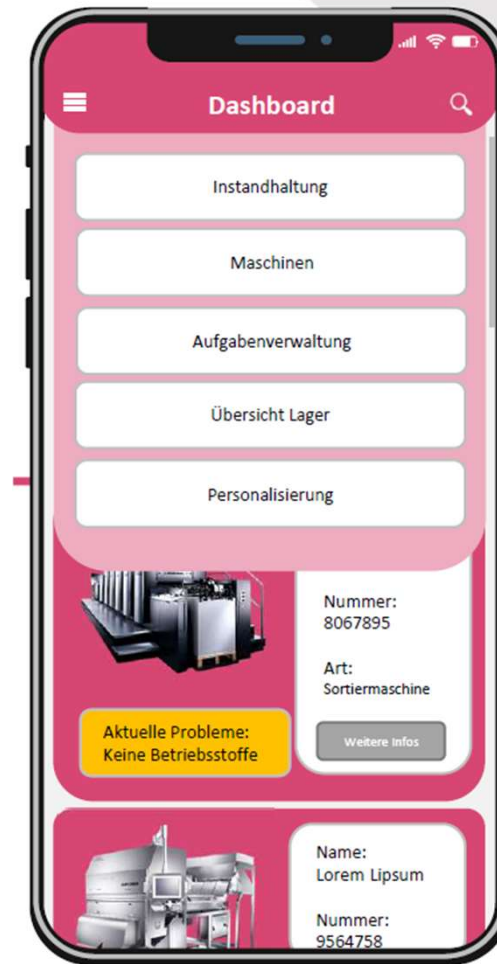 Dashboard
Instandhaltung
Maschinen
Aufgabenverwaltung
Übersicht Lager
Personalisierung
Nummer:
8067895
Art:
Sortiermaschine
Weitere Infos
Aktuelle Probleme:
Keine Betriebsstoffe
Name:
Lorem Lipsum
Nummer:
9564758